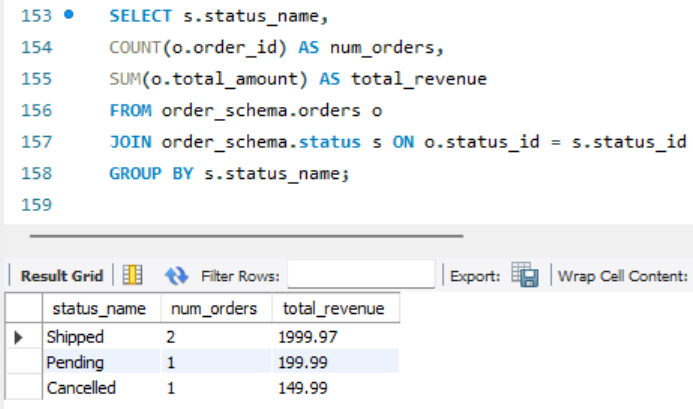 153 SELECT s.status_name,
154 COUNT(o.order_id) AS num_orders,
155 SUM(o.total_amount) AS total_revenue
156 FROM order_schema.orders o
157 JOIN order_schema.status s ON o.status_id = s.status_id
158 GROUP BY s.status_name;
159
Result Grid Filter Rows: Export: Wrap Cell Content:
status_name num_orders total_revenue
Shipped 2 1999.97
Pending 1 199.99
Cancelled 1 149.99